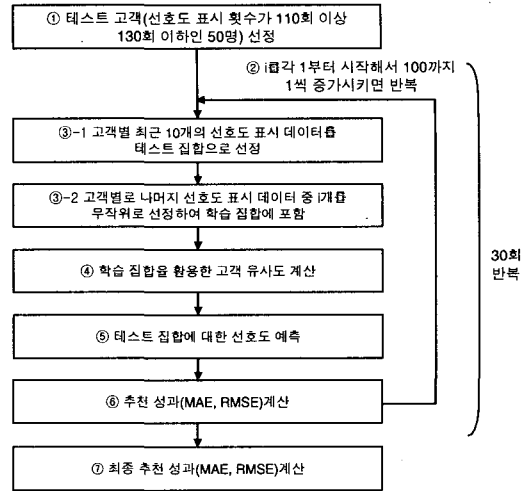 ① 테스트 고객(선호도 표시 횟수가 110회 이상
130회 이하인 50명) 선정
② i를각 1부터 시작해서 100까지
1씩 증가시키면 반복
③-1 고객별 최근 10개의 선호도 표시 데이터를
테스트 집합으로 선정
③-2 고객별로 나머지 선호도 표시 데이터 중 i개를
무작위로 선정하여 학습 집합에 포함
30회
반복
④ 학습 집합을 활용한 고객 유사도 계산
⑤ 테스트 집합에 대한 선호도 예측
⑥ 추천 성과(MAE, RMSE)계산
⑦ 최종 추천 성과(MAE, RMSE)계산